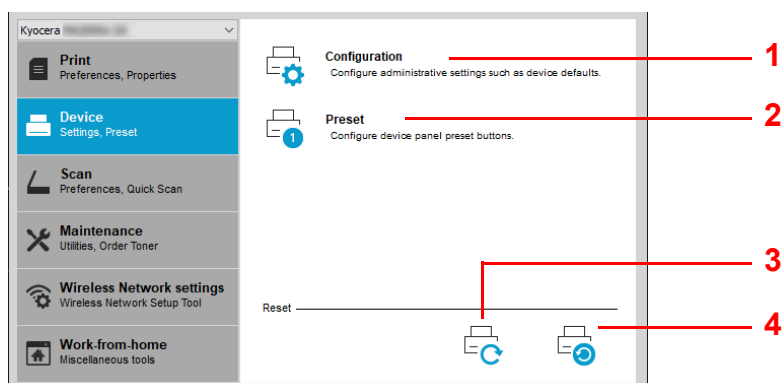 Kyocera
Print
Preferences, Properties
Device
Settings, Preset
Scan
Preferences, Quick Scan
Maintenance
Utilities, Order Toner
Wireless Network settings
Wireless Network Setup Tool
Work-from-home
Miscellaneous tools
Configuration
Configure administrative settings such as device defaults.
Preset
1
Configure device panel preset buttons.
Reset
1
2
3
4